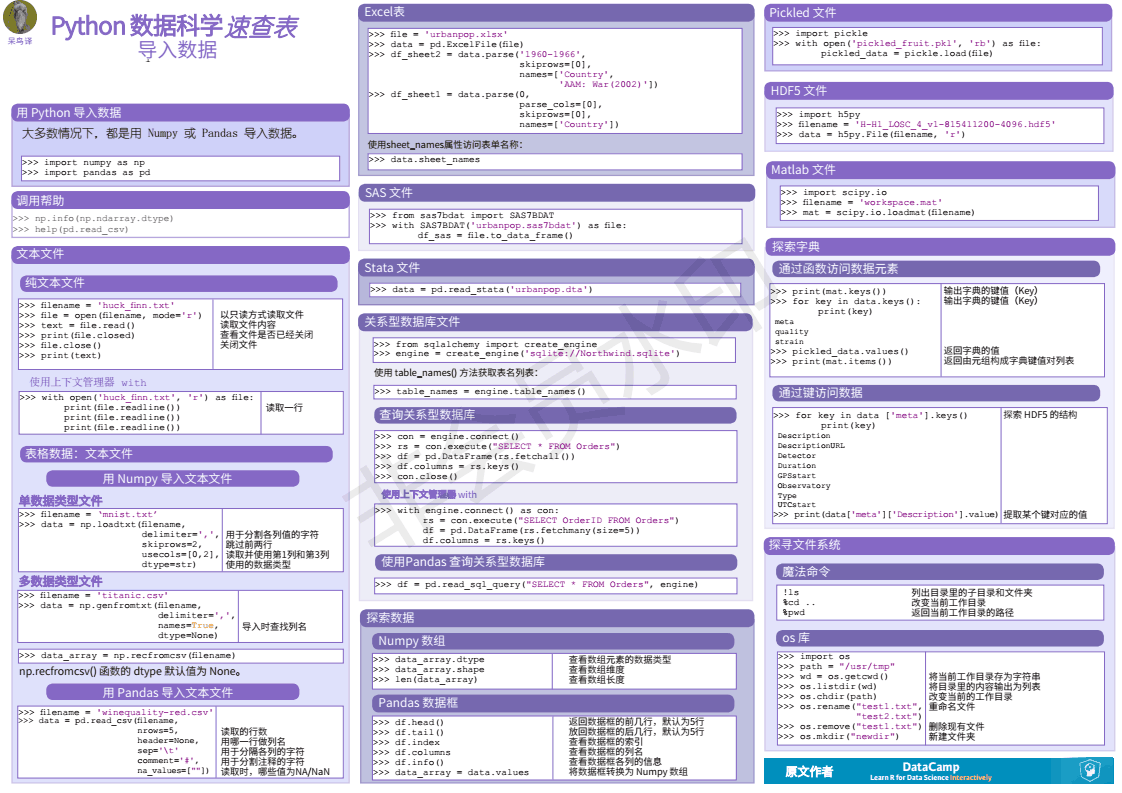 呆鸟 译
Python 数据科学 速查表
导入数据
用 Python 导入数据
大多数情况下，都是用 Numpy 或 Pandas 导入数据。
>>> import numpy as np
>>> import pandas as pd
调用帮助
>>> np.info(np.ndarray.dtype)
>>> help(pd.read_csv)
文本文件
纯文本文件
>>> filename = 'huck_finn.txt'
>>> file = open(filename, mode='r') 以只读方式读取文件
>>> text = file.read() 读取文件内容
>>> print(file.closed) 查看文件是否已经关闭
>>> file.close() 关闭文件
>>> print(text)
使用上下文管理器 with
>>> with open('huck_finn.txt', 'r') as file:
print(file.readline()) 读取一行
print(file.readline())
print(file.readline())
表格数据：文本文件
用 Numpy 导入文本文件
单数据类型文件
>>> filename = 'mnist.txt'
>>> data = np.loadtxt(filename,
delimiter=',', 用于分割各列值的字符
skiprows=2, 跳过前两行
usecols=[0,2], 读取并使用第1列和第3列
dtype=str) 使用的数据类型
多数据类型文件
>>> filename = 'titanic.csv'
>>> data = np.genfromtxt(filename,
delimiter=',',
names=True, 导入时查找列名
dtype=None)
>>> data_array = np.recfromcsv(filename)
np.recfromcsv() 函数的 dtype 默认值为 None。
用 Pandas 导入文本文件
>>> filename = 'winequality-red.csv'
>>> data = pd.read_csv(filename,
nrows=5, 读取的行数
header=None, 用哪一行做列名
sep='\t' 用于分隔各列的字符
comment='#', 用于分割注释的字符
na_values=[""]) 读取时，哪些值为NA/NaN
Excel表
>>> file = 'urbanpop.xlsx'
>>> data = pd.ExcelFile(file)
>>> df_sheet2 = data.parse('1960-1966',
skiprows=[0],
names=['Country',
'AAM: War(2002)'])
>>> df_sheet1 = data.parse(0,
parse_cols=[0],
skiprows=[0],
names=['Country'])
使用sheet_names属性访问表单名称：
>>> data.sheet_names
SAS 文件
>>> from sas7bdat import SAS7BDAT
>>> with SAS7BDAT('urbanpop.sas7bdat') as file:
df_sas = file.to_data_frame()
Stata 文件
>>> data = pd.read_stata('urbanpop.dta')
关系型数据库文件
>>> from sqlalchemy import create_engine
>>> engine = create_engine('sqlite://Northwind.sqlite')
使用 table_names() 方法获取表名列表：
>>> table_names = engine.table_names()
查询关系型数据库
>>> con = engine.connect()
>>> rs = con.execute("SELECT * FROM Orders")
>>> df = pd.DataFrame(rs.fetchall())
>>> df.columns = rs.keys()
>>> con.close()
使用上下文管理器 with
>>> with engine.connect() as con:
rs = con.execute("SELECT OrderID FROM Orders")
df = pd.DataFrame(rs.fetchmany(size=5))
df.columns = rs.keys()
使用Pandas 查询关系型数据库
>>> df = pd.read_sql_query("SELECT * FROM Orders", engine)
探索数据
Numpy 数组
>>> data_array.dtype 查看数组元素的数据类型
>>> data_array.shape 查看数组维度
>>> len(data_array) 查看数组长度
Pandas 数据框
>>> df.head() 返回数据框的前几行，默认为5行
>>> df.tail() 放回数据框的后几行，默认为5行
>>> df.index 查看数据框的索引
>>> df.columns 查看数据框的列名
>>> df.info() 查看数据框各列的信息
>>> data_array = data.values 将数据框转换为 Numpy 数组
Pickled 文件
>>> import pickle
>>> with open('pickled_fruit.pkl', 'rb') as file:
pickled_data = pickle.load(file)
HDF5 文件
>>> import h5py
>>> filename = 'H-H1_LOSC_4_v1-815411200-4096.hdf5'
>>> data = h5py.File(filename, 'r')
Matlab 文件
>>> import scipy.io
>>> filename = 'workspace.mat'
>>> mat = scipy.io.loadmat(filename)
探索字典
通过函数访问数据元素
>>> print(mat.keys()) 输出字典的键值（Key）
>>> for key in data.keys(): 输出字典的键值（Key）
print(key)
meta
quality
strain
>>> pickled_data.values() 返回字典的值
>>> print(mat.items()) 返回由元组构成字典键值对列表
通过键访问数据
>>> for key in data ['meta'].keys() 探索 HDF5 的结构
print(key)
Description
DescriptionURL
Detector
Duration
GPSstart
Observatory
Type
UTCstart
>>> print(data['meta']['Description'].value) 提取某个键对应的值
探寻文件系统
魔法命令
!ls 列出目录里的子目录和文件夹
%cd .. 改变当前工作目录
%pwd 返回当前工作目录的路径
os 库
>>> import os
>>> path = "/usr/tmp"
>>> wd = os.getcwd() 将当前工作目录存为字符串
>>> os.listdir(wd) 将目录里的内容输出为列表
>>> os.chdir(path) 改变当前的工作目录
>>> os.rename("test1.txt", 重命名文件
"test2.txt")
>>> os.remove("test1.txt") 删除现有文件
>>> os.mkdir("newdir") 新建文件夹
原文作者
DataCamp
Learn R for Data Science Interactively
非会员水印